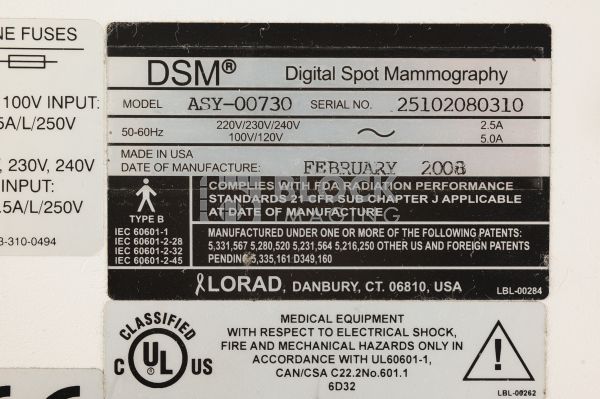 NE FUSES
100V INPUT:
5A/L/250V
, 230V, 240V
INPUT:
.5A/L/250V
3-310-0494
DSM® Digital Spot Mammography
MODEL ASY-00730 SERIAL NO. 25102080310
50-60Hz 220V/230V/240V 2.5A
100V/120V 5.0A
MADE IN USA
DATE OF MANUFACTURE: FEBRUARY 2008
TYPE B
IEC 60601-1
IEC 60601-2-28
IEC 60601-2-32
IEC 60601-2-45
COMPLIES WITH FDA RADIATION PERFORMANCE
STANDARDS 21 CFR SUB CHAPTER J APPLICABLE
AT DATE OF MANUFACTURE
MANUFACTURED UNDER ONE OR MORE OF THE FOLLOWING PATENTS:
5,331,567 5,280,520 5,231,564 5,216,250 OTHER US AND FOREIGN PATENTS
PENDING 5,335,161 D349,160
LORAD, DANBURY, CT. 06810, USA LBL-00284
CLASSIFIED
C UL ® US
MEDICAL EQUIPMENT
WITH RESPECT TO ELECTRICAL SHOCK,
FIRE AND MECHANICAL HAZARDS ONLY IN
ACCORDANCE WITH UL60601-1,
CAN/CSA C22.2No.601.1
6D32
LBL-00262
IMAGING